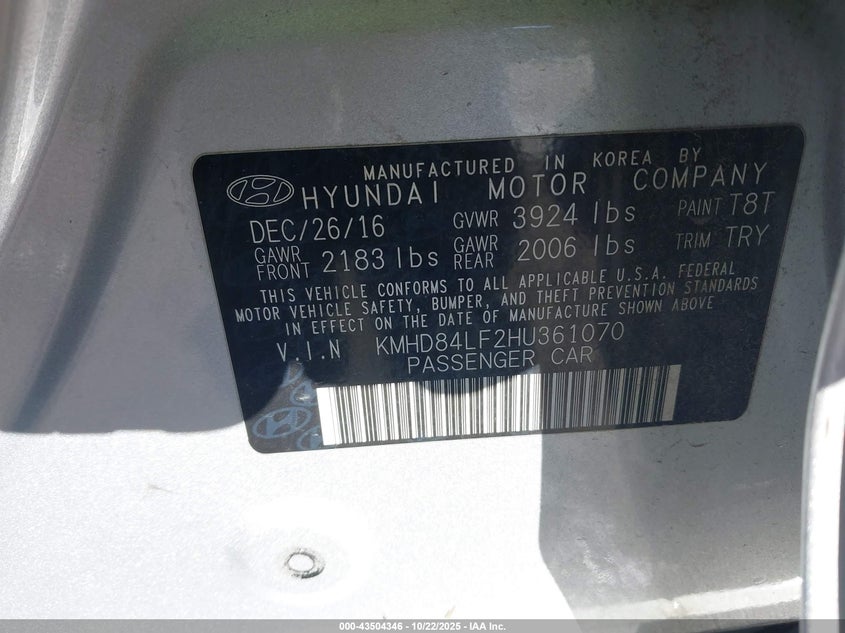 MANUFACTURED IN KOREA BY
HYUNDAI MOTOR COMPANY
DEC/26/16 GVWR 3924 lbs PAINT T8T
GAWR FRONT 2183 lbs GAWR REAR 2006 lbs TRIM TRY
THIS VEHICLE CONFORMS TO ALL APPLICABLE U.S.A. FEDERAL
MOTOR VEHICLE SAFETY, BUMPER, AND THEFT PREVENTION STANDARDS
IN EFFECT ON THE DATE OF MANUFACTURE SHOWN ABOVE
V.I.N KMHD84LF2HU361070
PASSENGER CAR
000-43504346 - 10/22/2025 - IAA Inc.